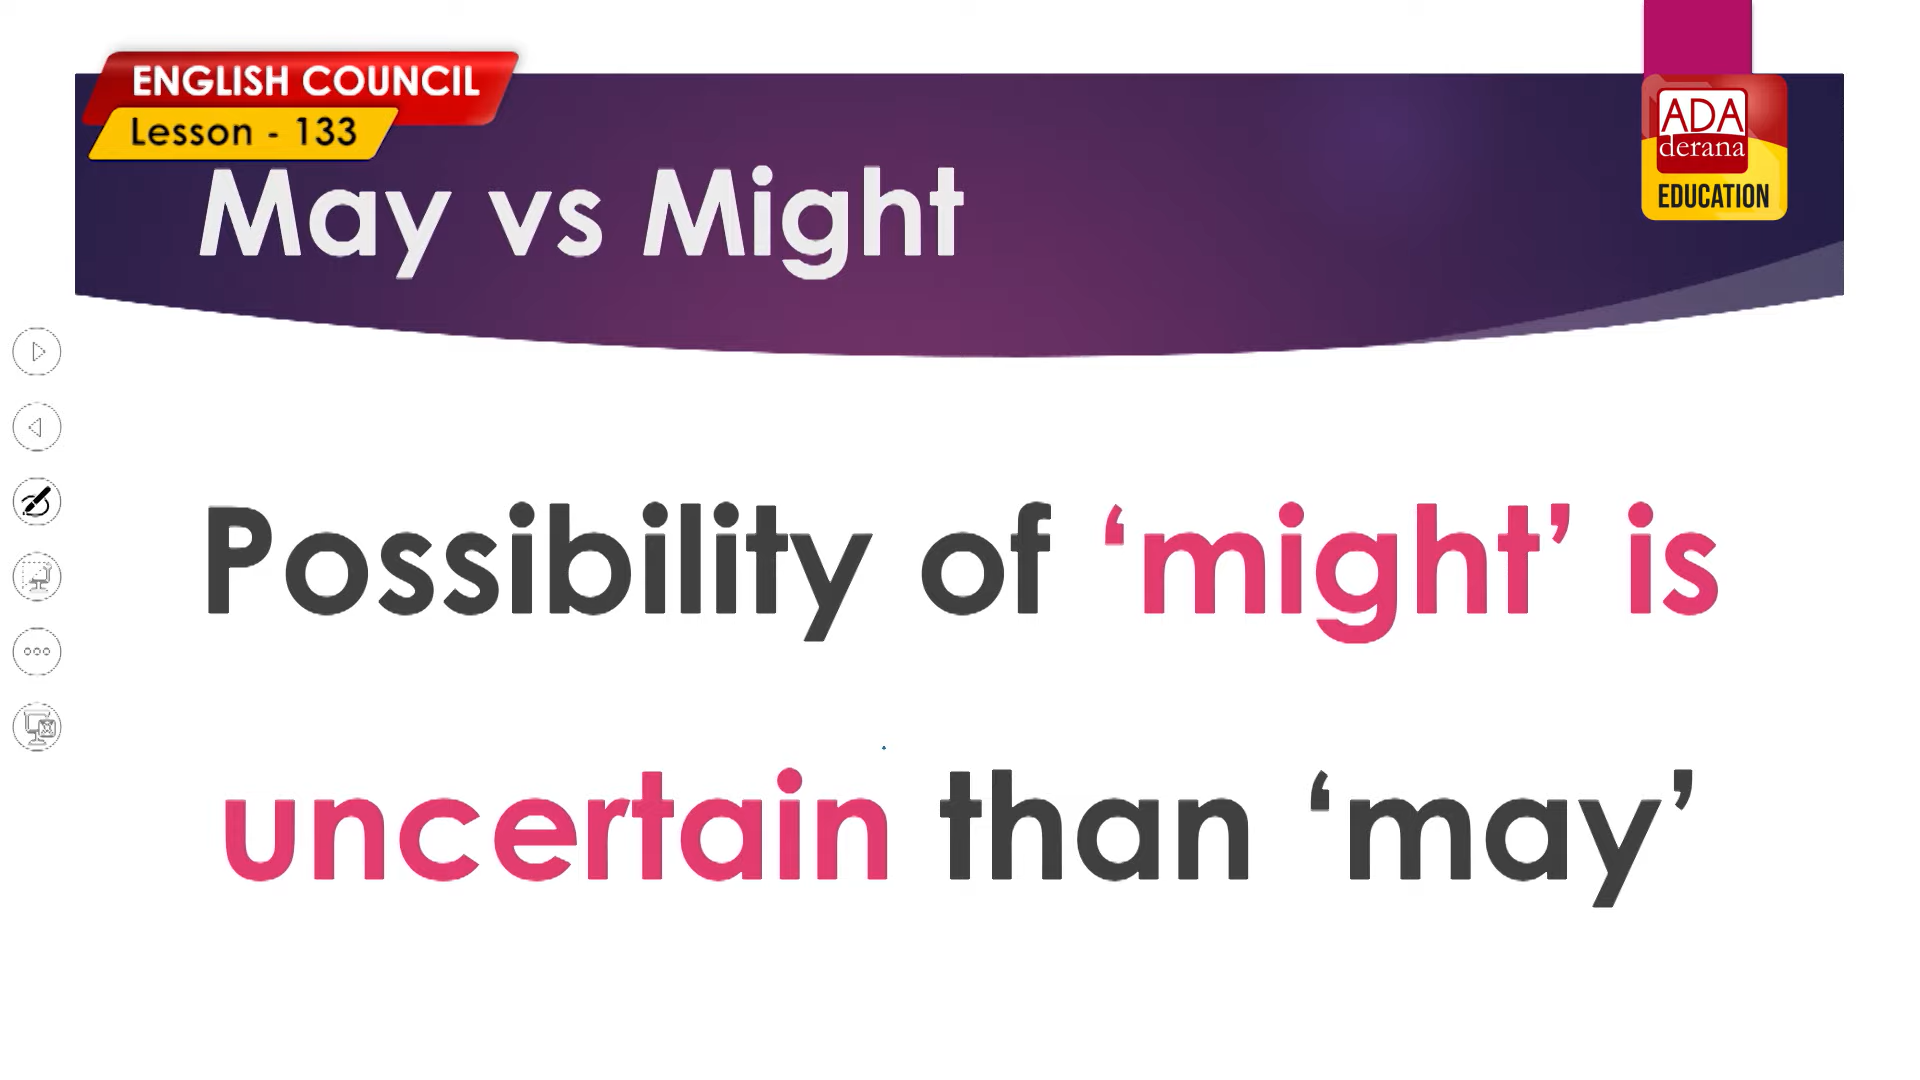 ENGLISH COUNCIL
Lesson - 133
ADA
derana
EDUCATION
May vs Might
Possibility of ‘might’ is
uncertain than ‘may’